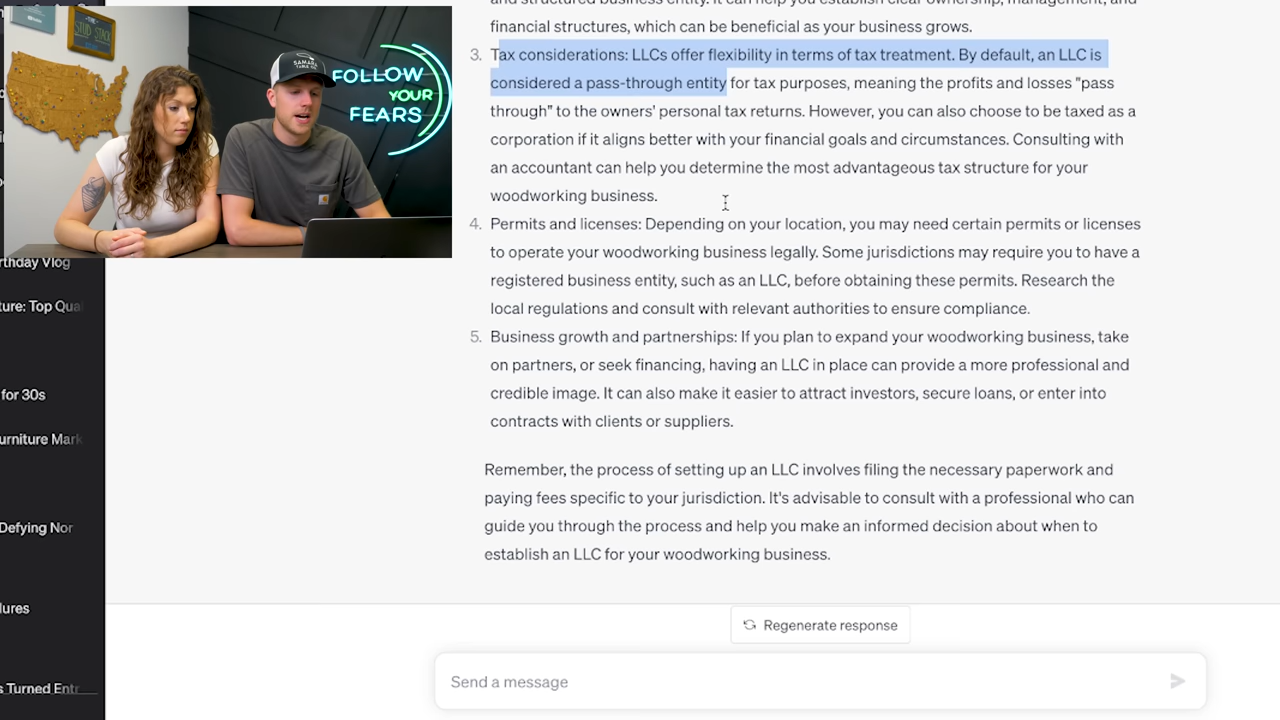 and structured business entity. It can help you establish clear ownership, management, and
financial structures, which can be beneficial as your business grows.
3. Tax considerations: LLCs offer flexibility in terms of tax treatment. By default, an LLC is
considered a pass-through entity for tax purposes, meaning the profits and losses "pass
through" to the owners' personal tax returns. However, you can also choose to be taxed as a
corporation if it aligns better with your financial goals and circumstances. Consulting with
an accountant can help you determine the most advantageous tax structure for your
woodworking business.
4. Permits and licenses: Depending on your location, you may need certain permits or licenses
to operate your woodworking business legally. Some jurisdictions may require you to have a
registered business entity, such as an LLC, before obtaining these permits. Research the
local regulations and consult with relevant authorities to ensure compliance.
5. Business growth and partnerships: If you plan to expand your woodworking business, take
on partners, or seek financing, having an LLC in place can provide a more professional and
credible image. It can also make it easier to attract investors, secure loans, or enter into
contracts with clients or suppliers.
Remember, the process of setting up an LLC involves filing the necessary paperwork and
paying fees specific to your jurisdiction. It's advisable to consult with a professional who can
guide you through the process and help you make an informed decision about when to
establish an LLC for your woodworking business.
Regenerate response
Send a message
STUD STACK
SAMARA
FOLLOW
YOUR
FEARS
rthday Vlog
ture: Top Qua
for 30s
urniture Mark
Defying Nor
lures
s Turned Entr